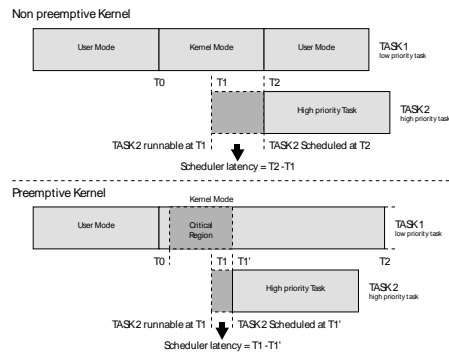 Non preemptive Kernel
User Mode Kernel Mode User Mode TASK1
low priority task
T0 T1 T2
High priority Task TASK2
high priority task
TASK2 runnable at T1 TASK2 Scheduled at T2
Scheduler latency = T2 -T1
Preemptive Kernel
Kernel Mode
User Mode Critical Region TASK1
low priority task
T0 T1 T1' T2
High priority Task TASK2
high priority task
TASK2 runnable at T1 TASK2 Scheduled at T1'
Scheduler latency = T1 -T1'